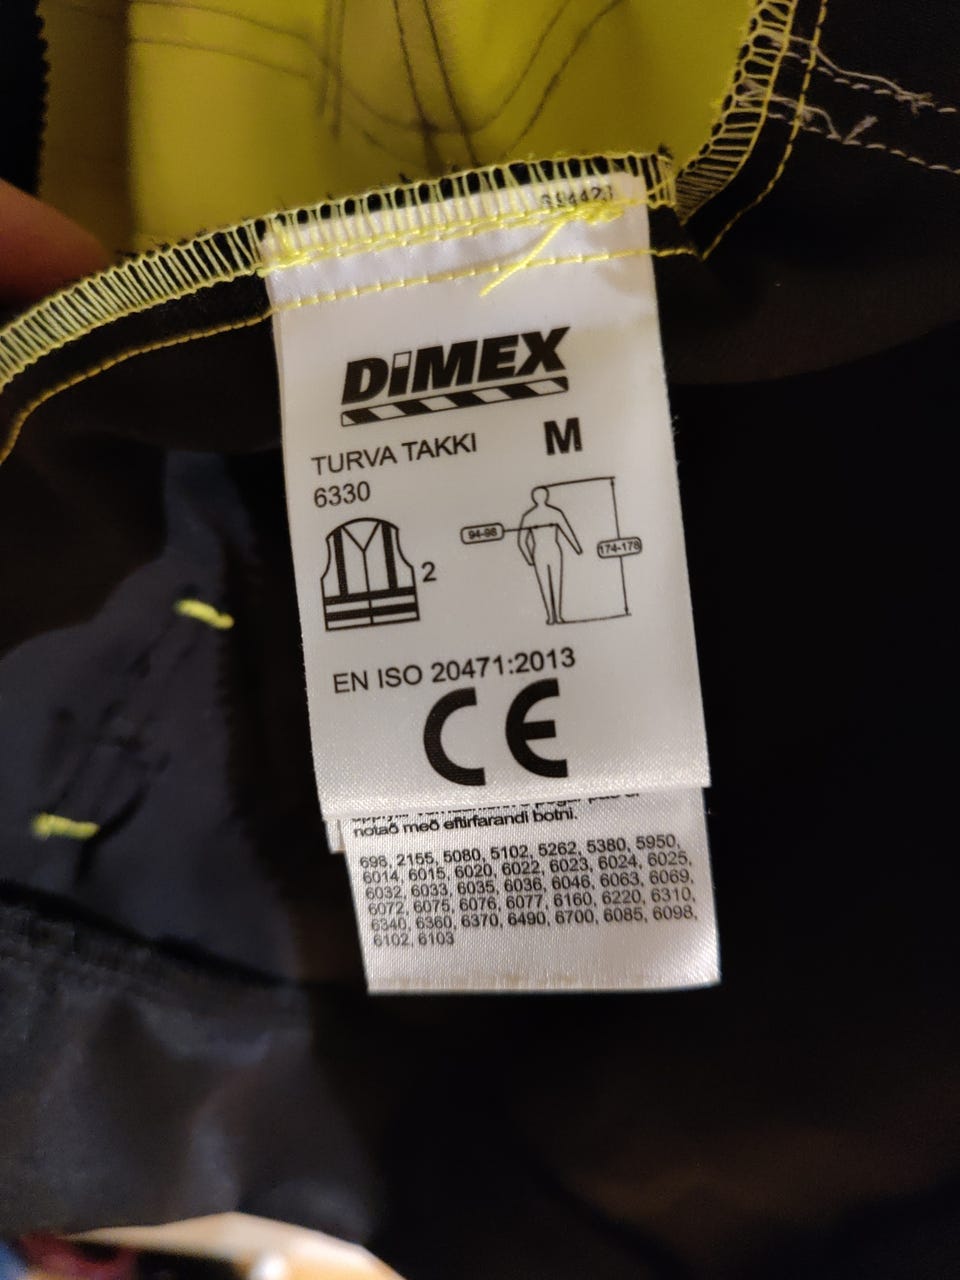 694423
DiMEX
TURVA TAKKI M
6330
94-98
174-178
2
EN ISO 20471:2013
CE
notað með eftirfarandi botni.
698, 2155, 5080, 5102, 5262, 5380, 5950,
6014, 6015, 6020, 6022, 6023, 6024, 6025,
6032, 6033, 6035, 6036, 6046, 6063, 6069,
6072, 6075, 6076, 6077, 6160, 6220, 6310,
6340, 6360, 6370, 6490, 6700, 6085, 6098,
6102, 6103